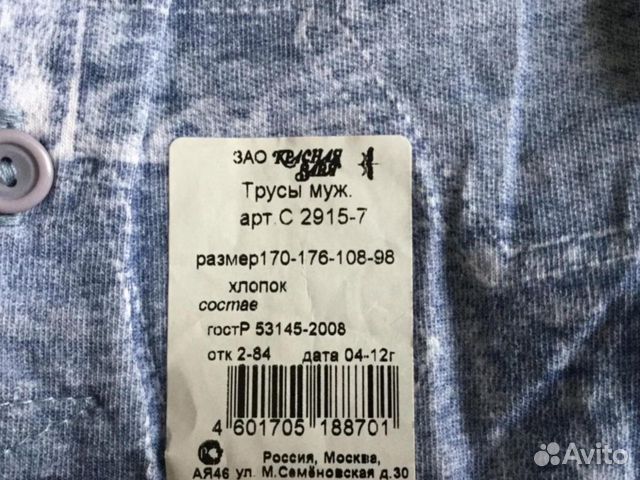 ЗАО КРАСНАЯ
ЗАРЯ
Трусы муж.
арт.С 2915-7
размер170-176-108-98
хлопок
состав
гостР 53145-2008
отк 2-84 дата 04-12г
4 601705 188701
Россия, Москва,
АЯ46 ул. М.Семёновская д.30
Avito